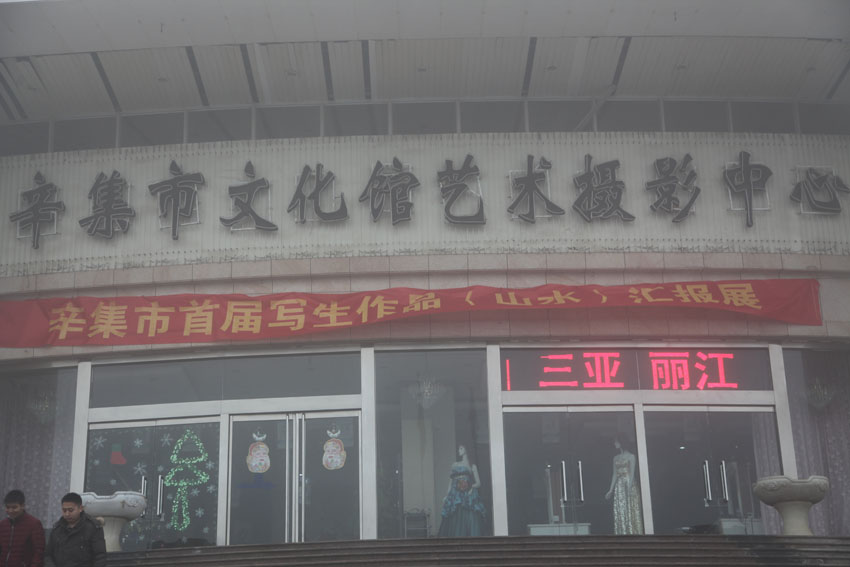 辛集市文化馆艺术摄影中心
辛集市首届写生作品（山水）汇报展
三亚 丽江